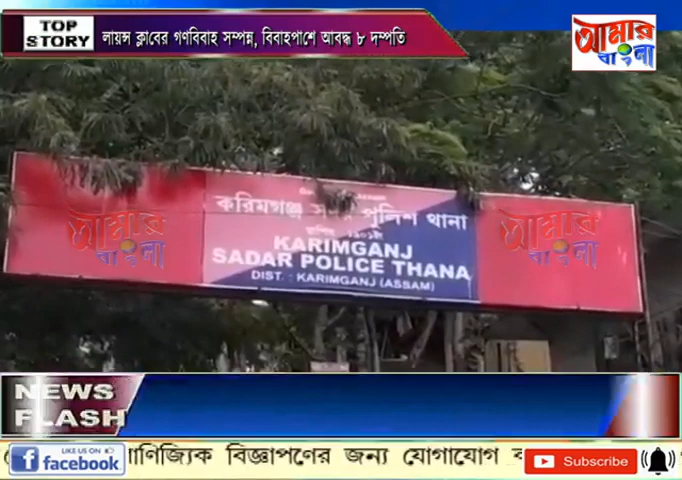 TOP
STORY
লায়ন্স ক্লাবের গণবিবাহ সম্পন্ন, বিবাহপাশে আবদ্ধ ৮ দম্পতি
আমার
বাংলা
করিমগঞ্জ সদর পুলিশ থানা
KARIMGANJ
SADAR POLICE THANA
DIST. : KARIMGANJ (ASSAM)
আমার
বাংলা
আমার
বাংলা
NEWS
FLASH
LIKE US ON
facebook
বিজ্ঞাপণের জন্য যোগাযোগ
Subscribe